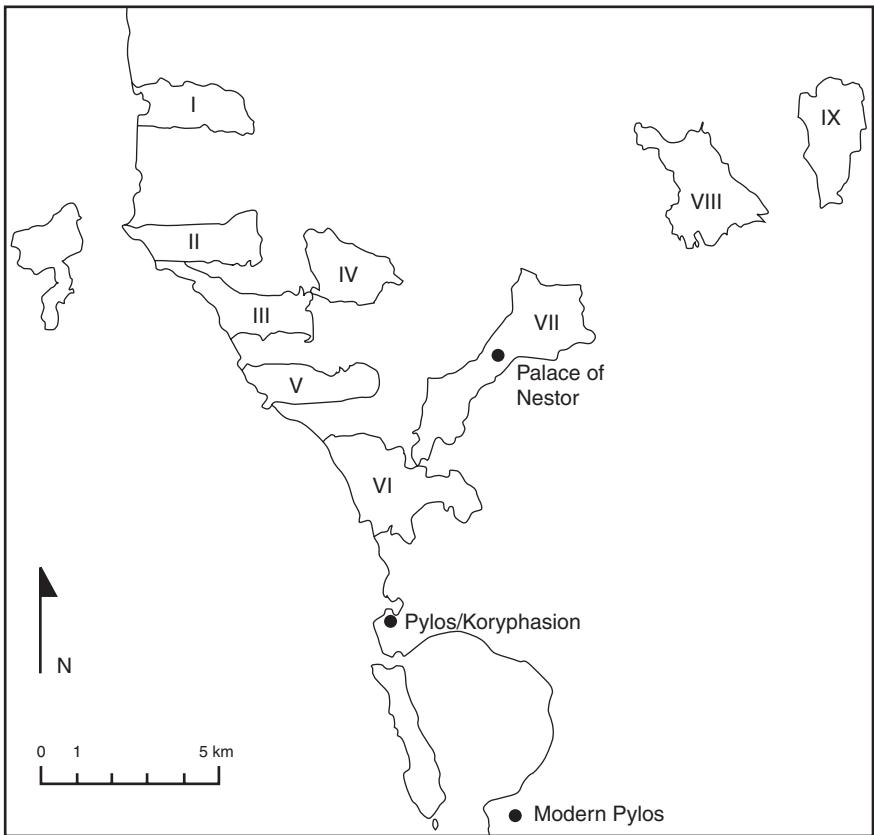 I
IX
VIII
II
IV
III
VII
Palace of
Nestor
V
VI
Pylos/Koryphasion
N
0 1 5 km
Modern Pylos